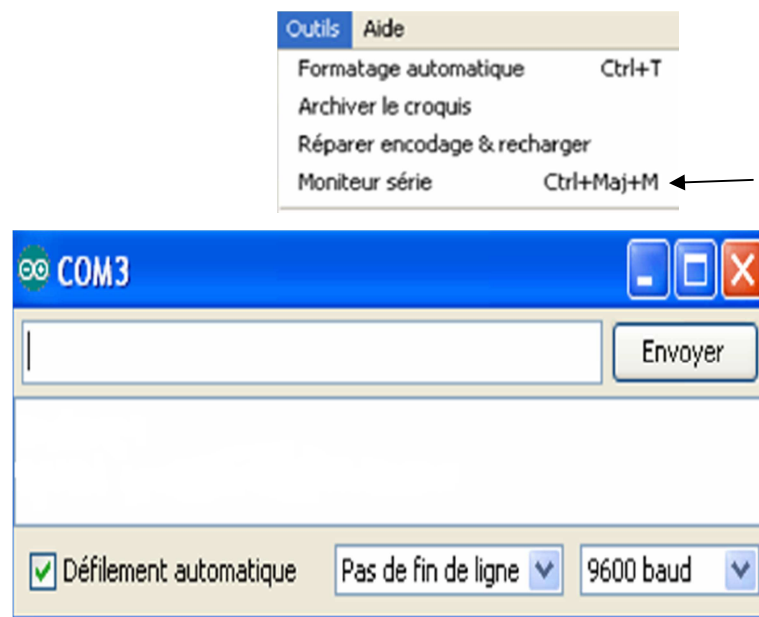 Outils Aide
Formatage automatique Ctrl+T
Archiver le croquis
Réparer encodage & recharger
Moniteur série Ctrl+Maj+M
COM3
Envoyer
Défilement automatique Pas de fin de ligne 9600 baud